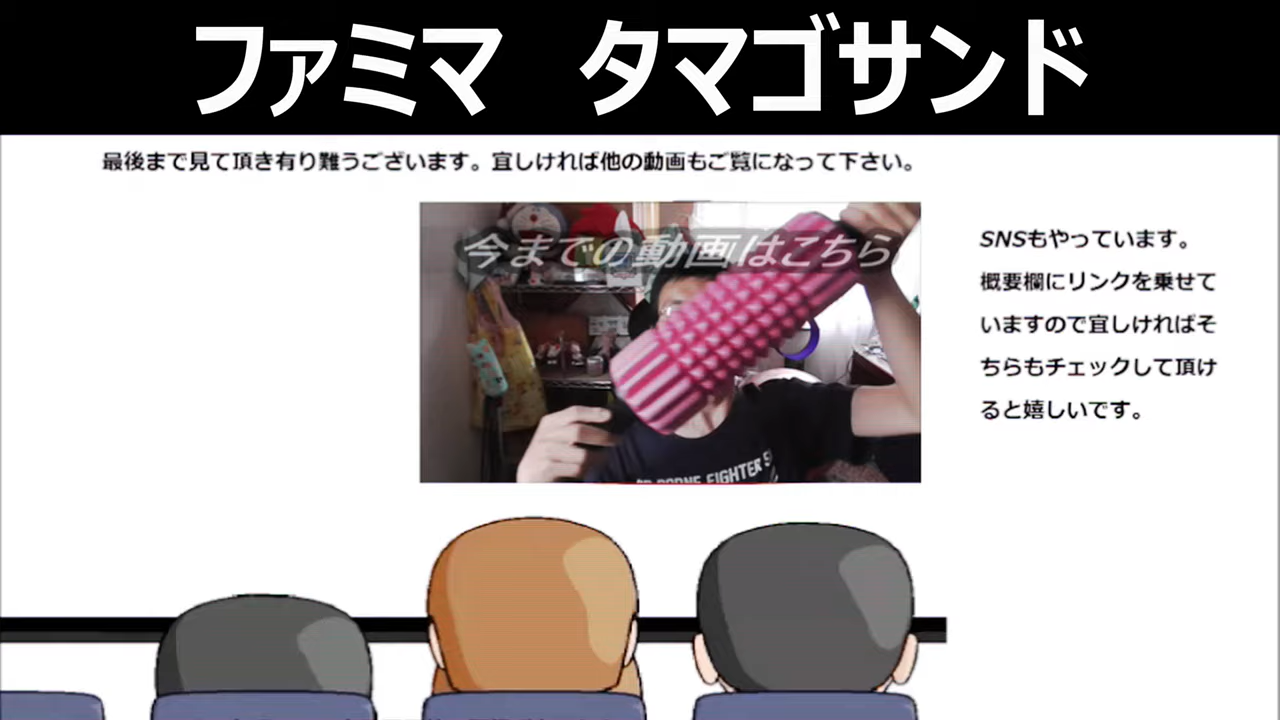 ファミマ　タマゴサンド
最後まで見て頂き有り難うございます。宜しければ他の動画もご覧になって下さい。
今までの動画はこちら
SNSもやっています。
概要欄にリンクを乗せて
いますので宜しければそ
ちらもチェックして頂け
ると嬉しいです。
FIGHTER